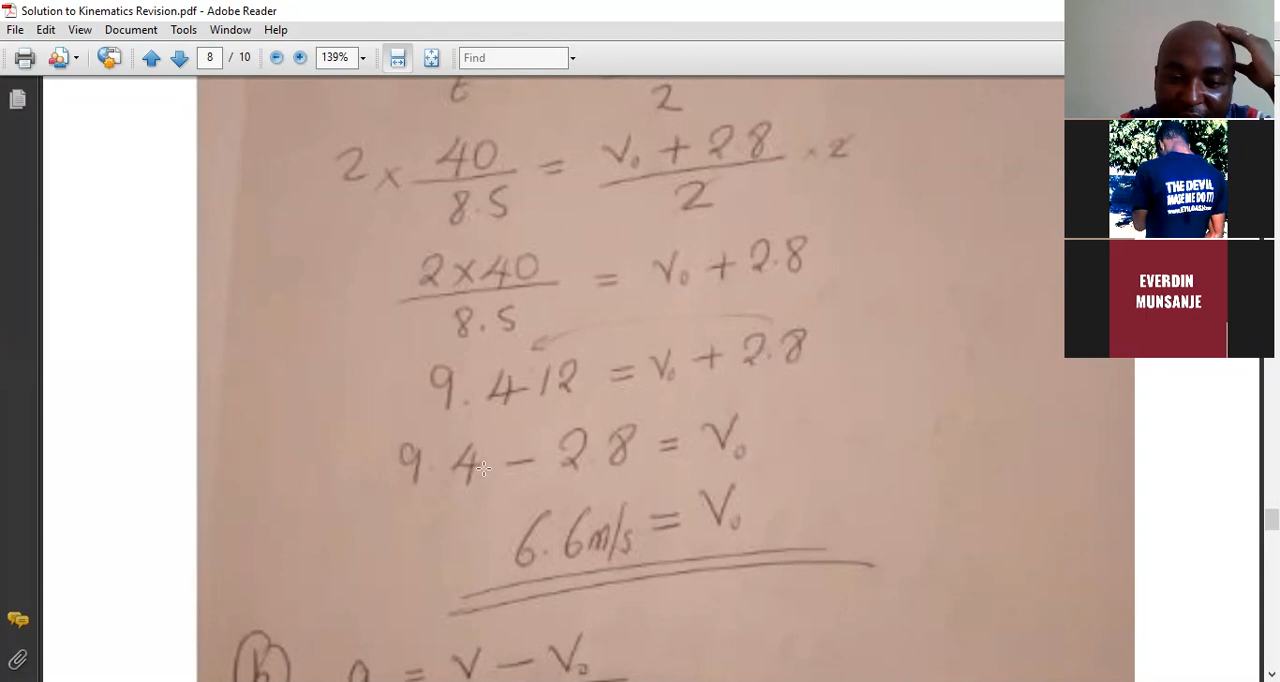 Solution to Kinematics Revision.pdf - Adobe Reader
File Edit View Document Tools Window Help
8 / 10 139% Find
t 2
2 × 40/8.5 = V₀ + 2.8/2 × 2
2×40/8.5 = V₀ + 2.8
9.412 = V₀ + 2.8
9.4 - 2.8 = V₀
6.6m/s = V₀
(b) a = V - V₀
THE DEVIL
MADE ME DO IT!
EVERDIN
MUNSANJE